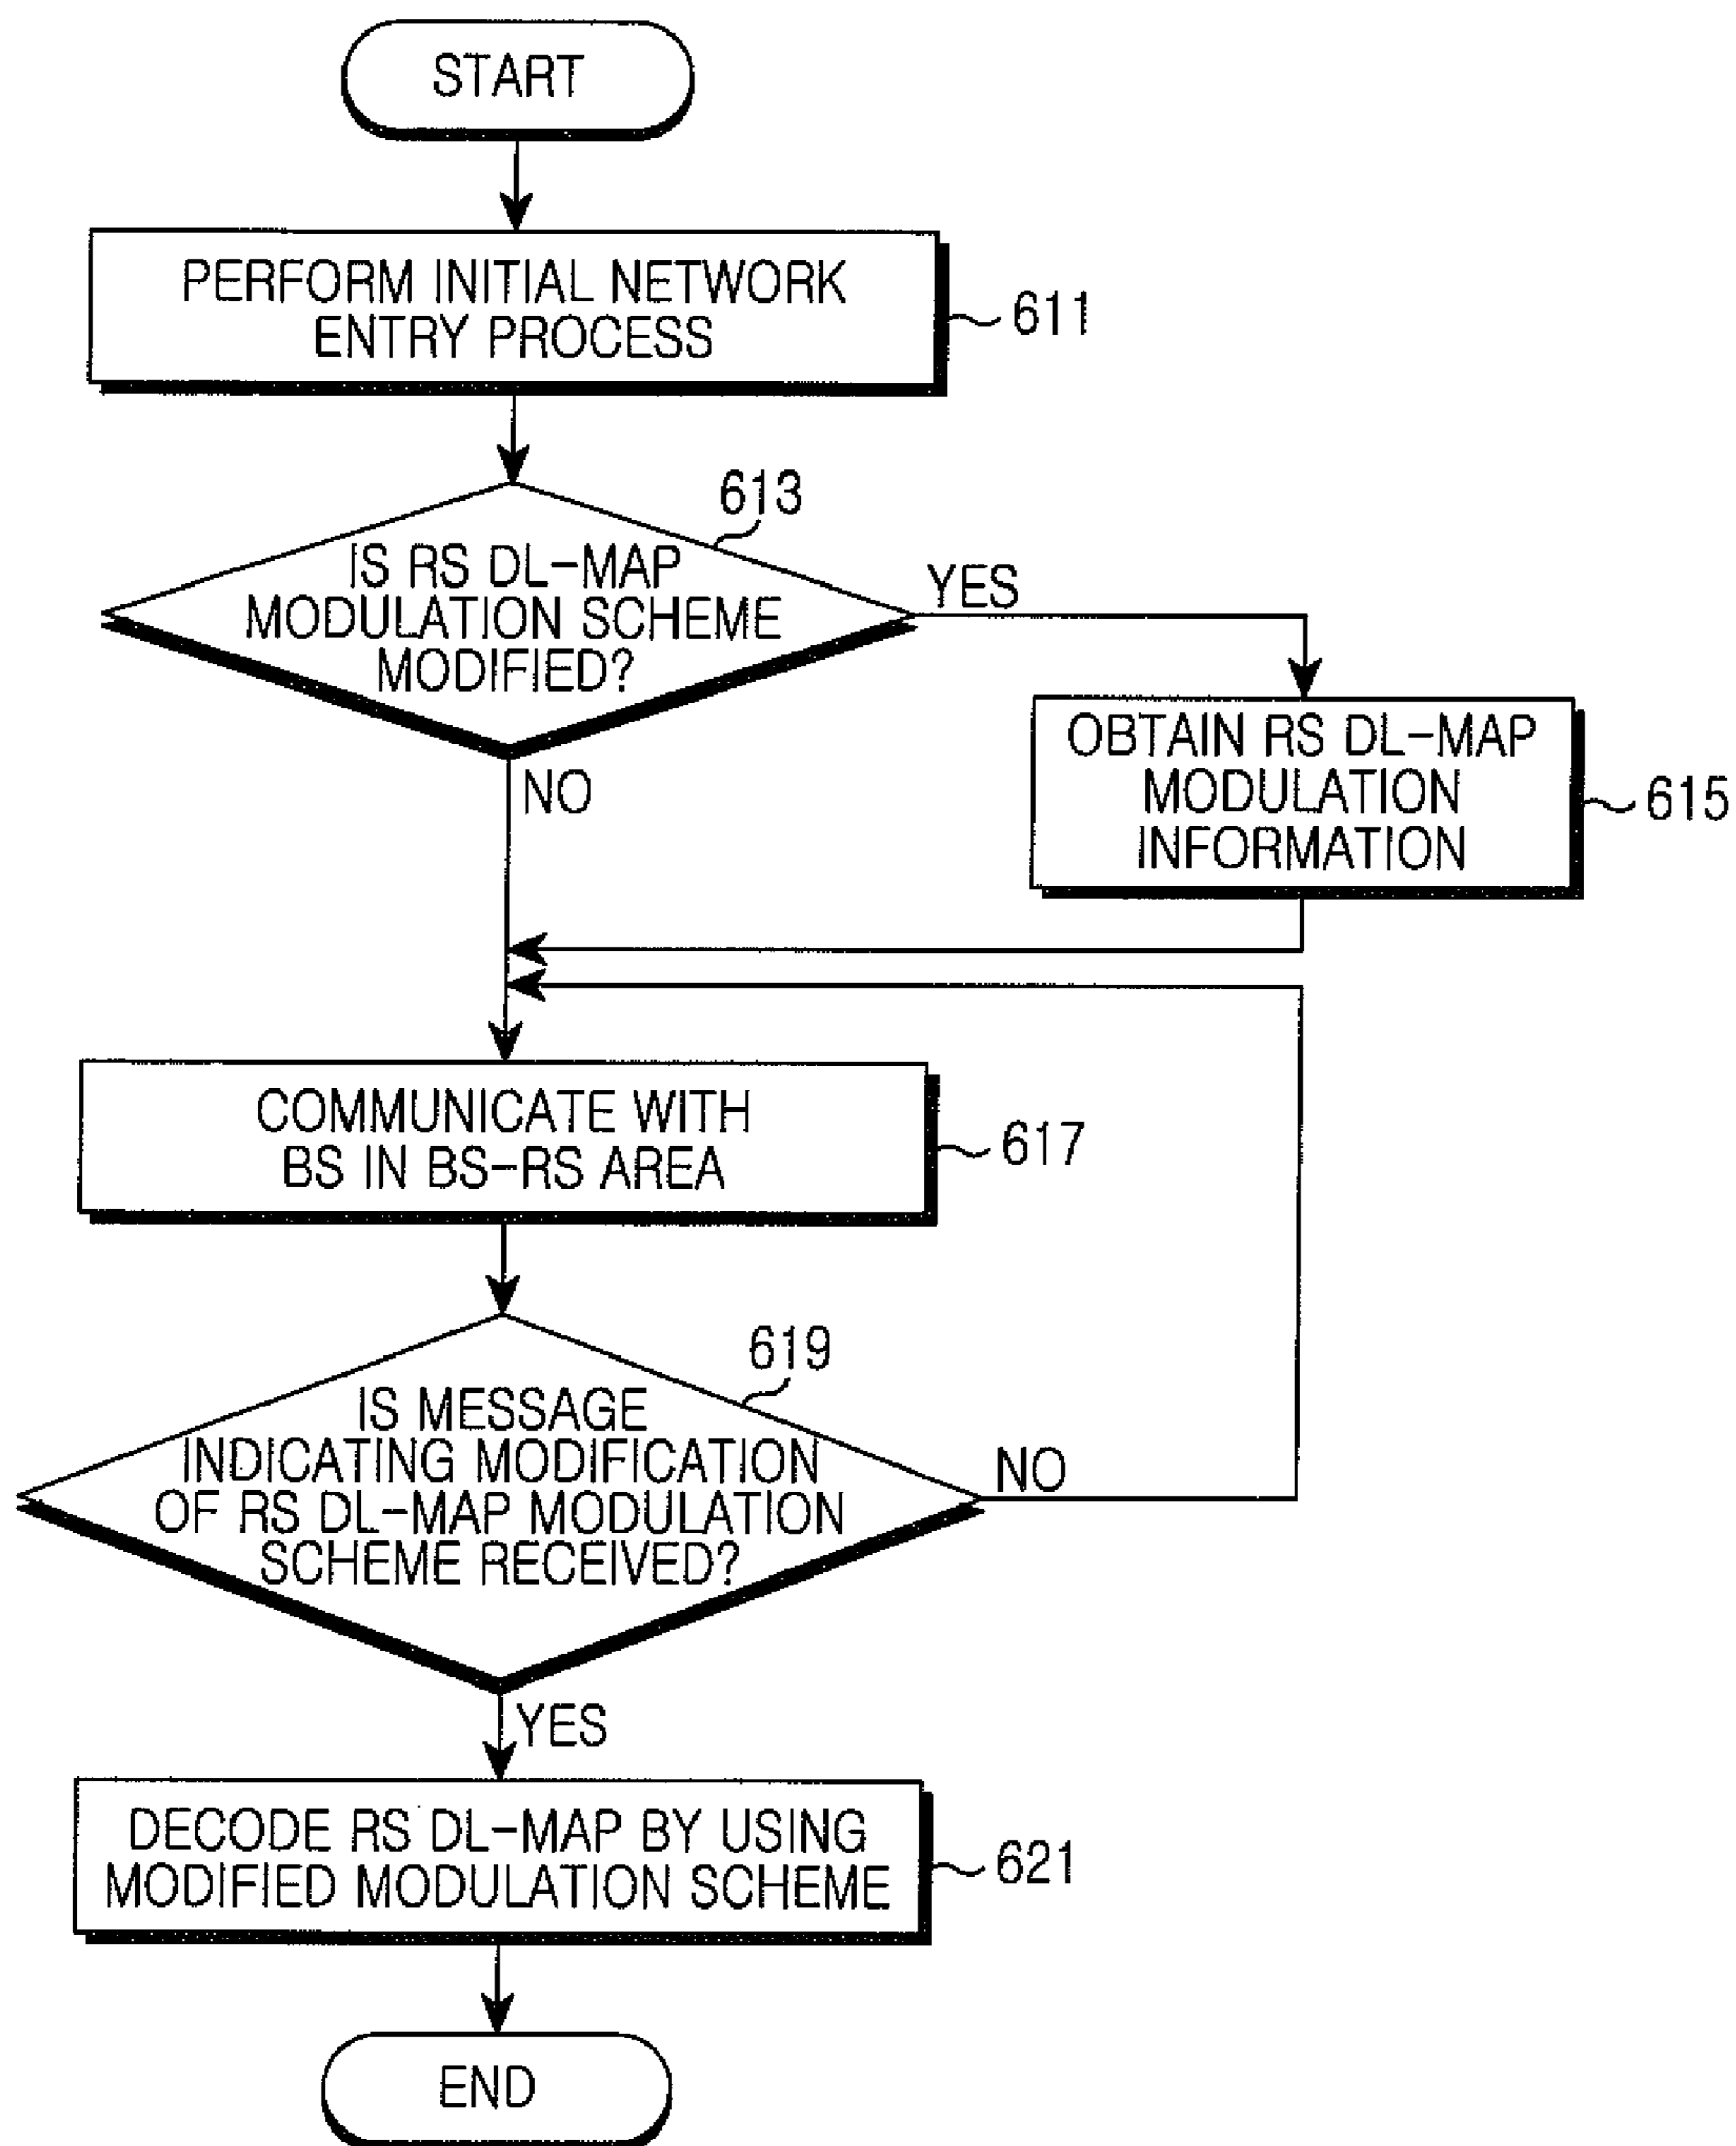 START
PERFORM INITIAL NETWORK
ENTRY PROCESS
611
613
IS RS DL-MAP
MODULATION SCHEME
MODIFIED?
YES
NO
OBTAIN RS DL-MAP
MODULATION
INFORMATION
615
COMMUNICATE WITH
BS IN BS-RS AREA
617
619
IS MESSAGE
INDICATING MODIFICATION
OF RS DL-MAP MODULATION
SCHEME RECEIVED?
NO
YES
DECODE RS DL-MAP BY USING
MODIFIED MODULATION SCHEME
621
END